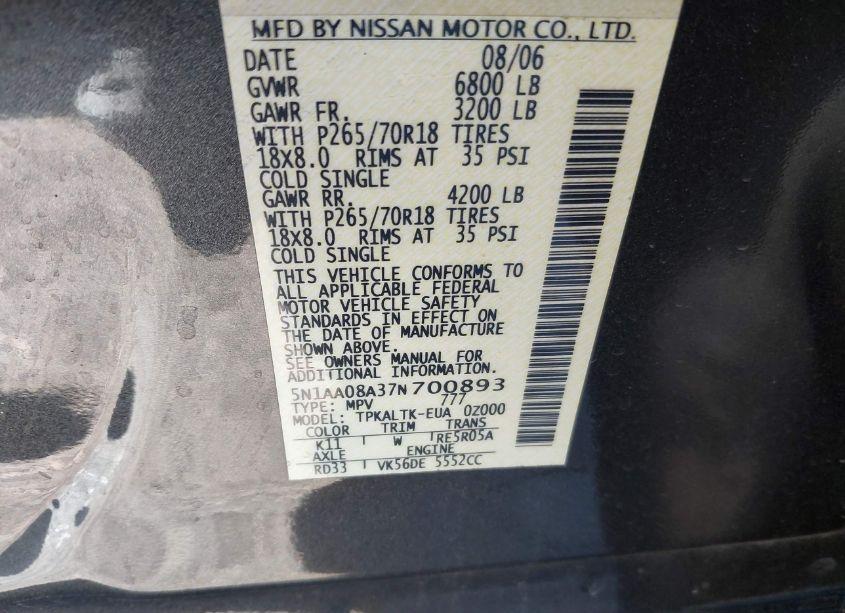 MFD BY NISSAN MOTOR CO., LTD.
DATE 08/06
GVWR 6800 LB
GAWR FR. 3200 LB
WITH P265/70R18 TIRES
18X8.0 RIMS AT 35 PSI
COLD SINGLE
GAWR RR. 4200 LB
WITH P265/70R18 TIRES
18X8.0 RIMS AT 35 PSI
COLD SINGLE
THIS VEHICLE CONFORMS TO
ALL APPLICABLE FEDERAL
MOTOR VEHICLE SAFETY
STANDARDS IN EFFECT ON
THE DATE OF MANUFACTURE
SHOWN ABOVE.
SEE OWNERS MANUAL FOR
ADDITIONAL INFORMATION.
5N1AA08A37N700893
TYPE: MPV 777
MODEL: TPKALTK-EUA 0Z000
COLOR TRIM TRANS
K11 W RE5R05A
AXLE ENGINE
RD33 VK56DE 5552CC